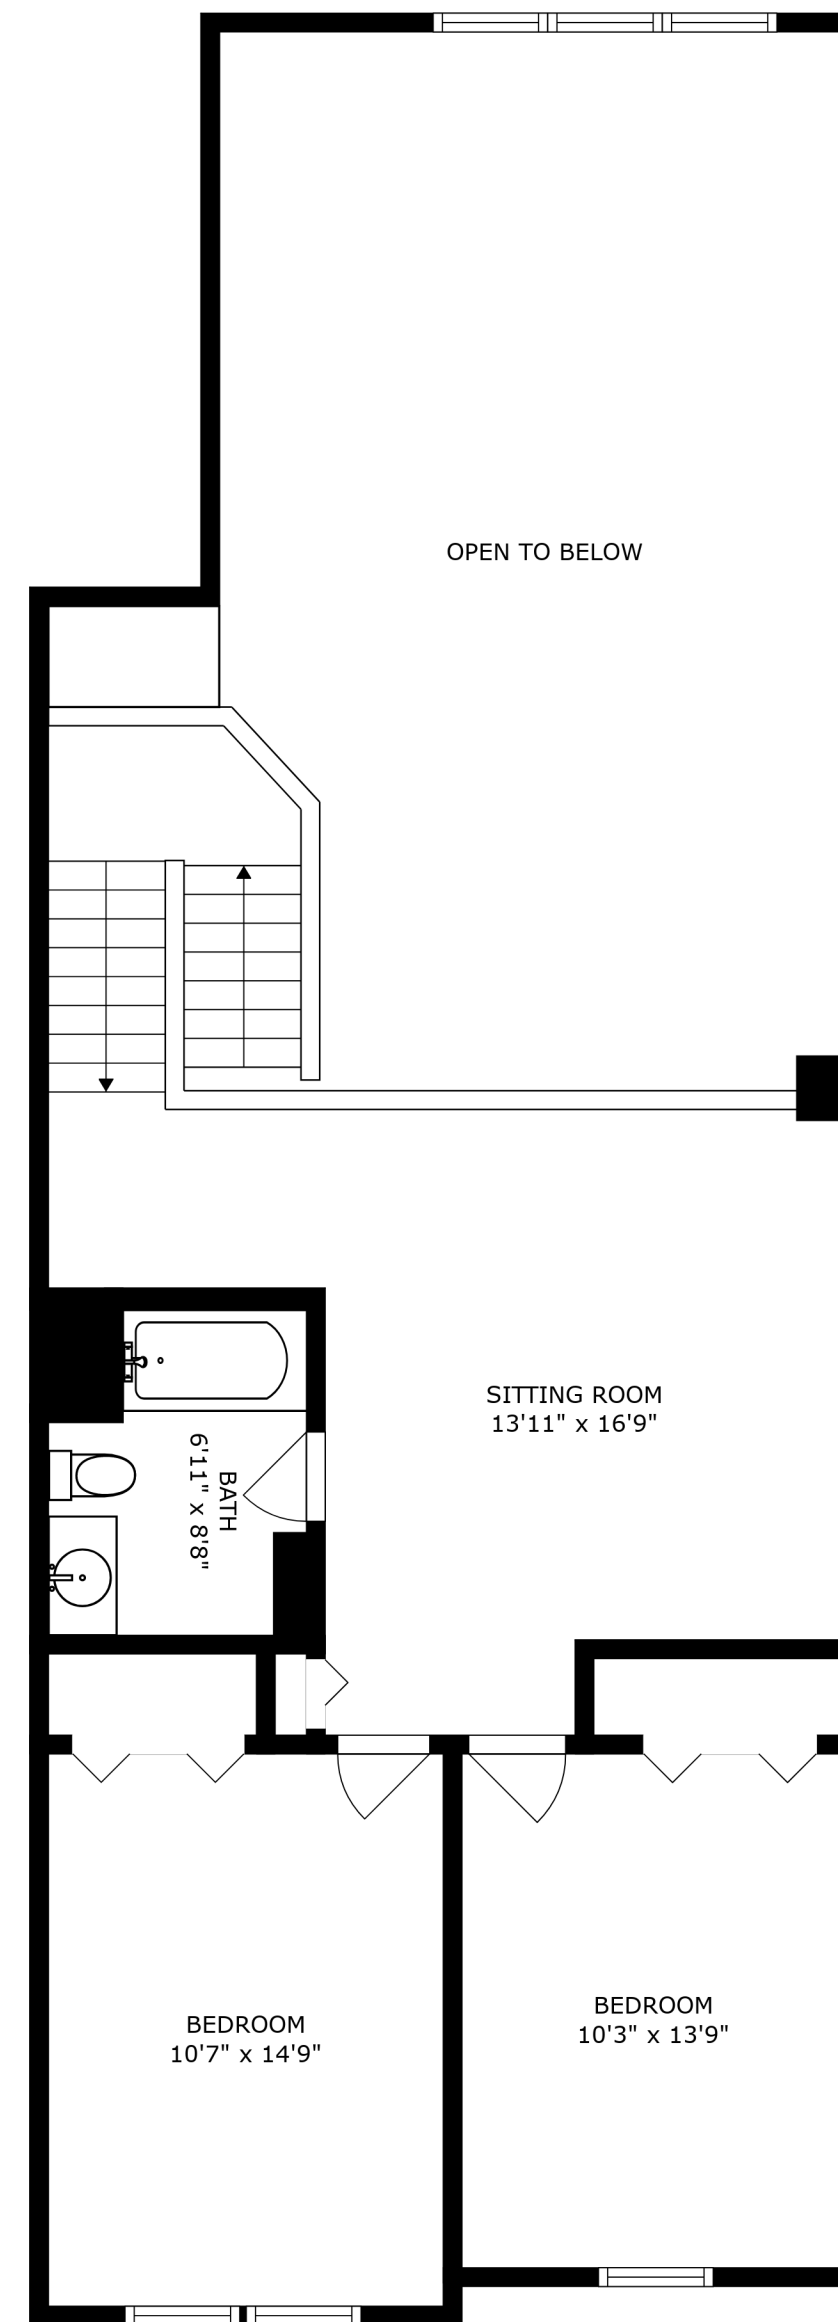 OPEN TO BELOW
SITTING ROOM
13'11" x 16'9"
BATH
6'11" x 8'8"
BEDROOM
10'7" x 14'9"
BEDROOM
10'3" x 13'9"